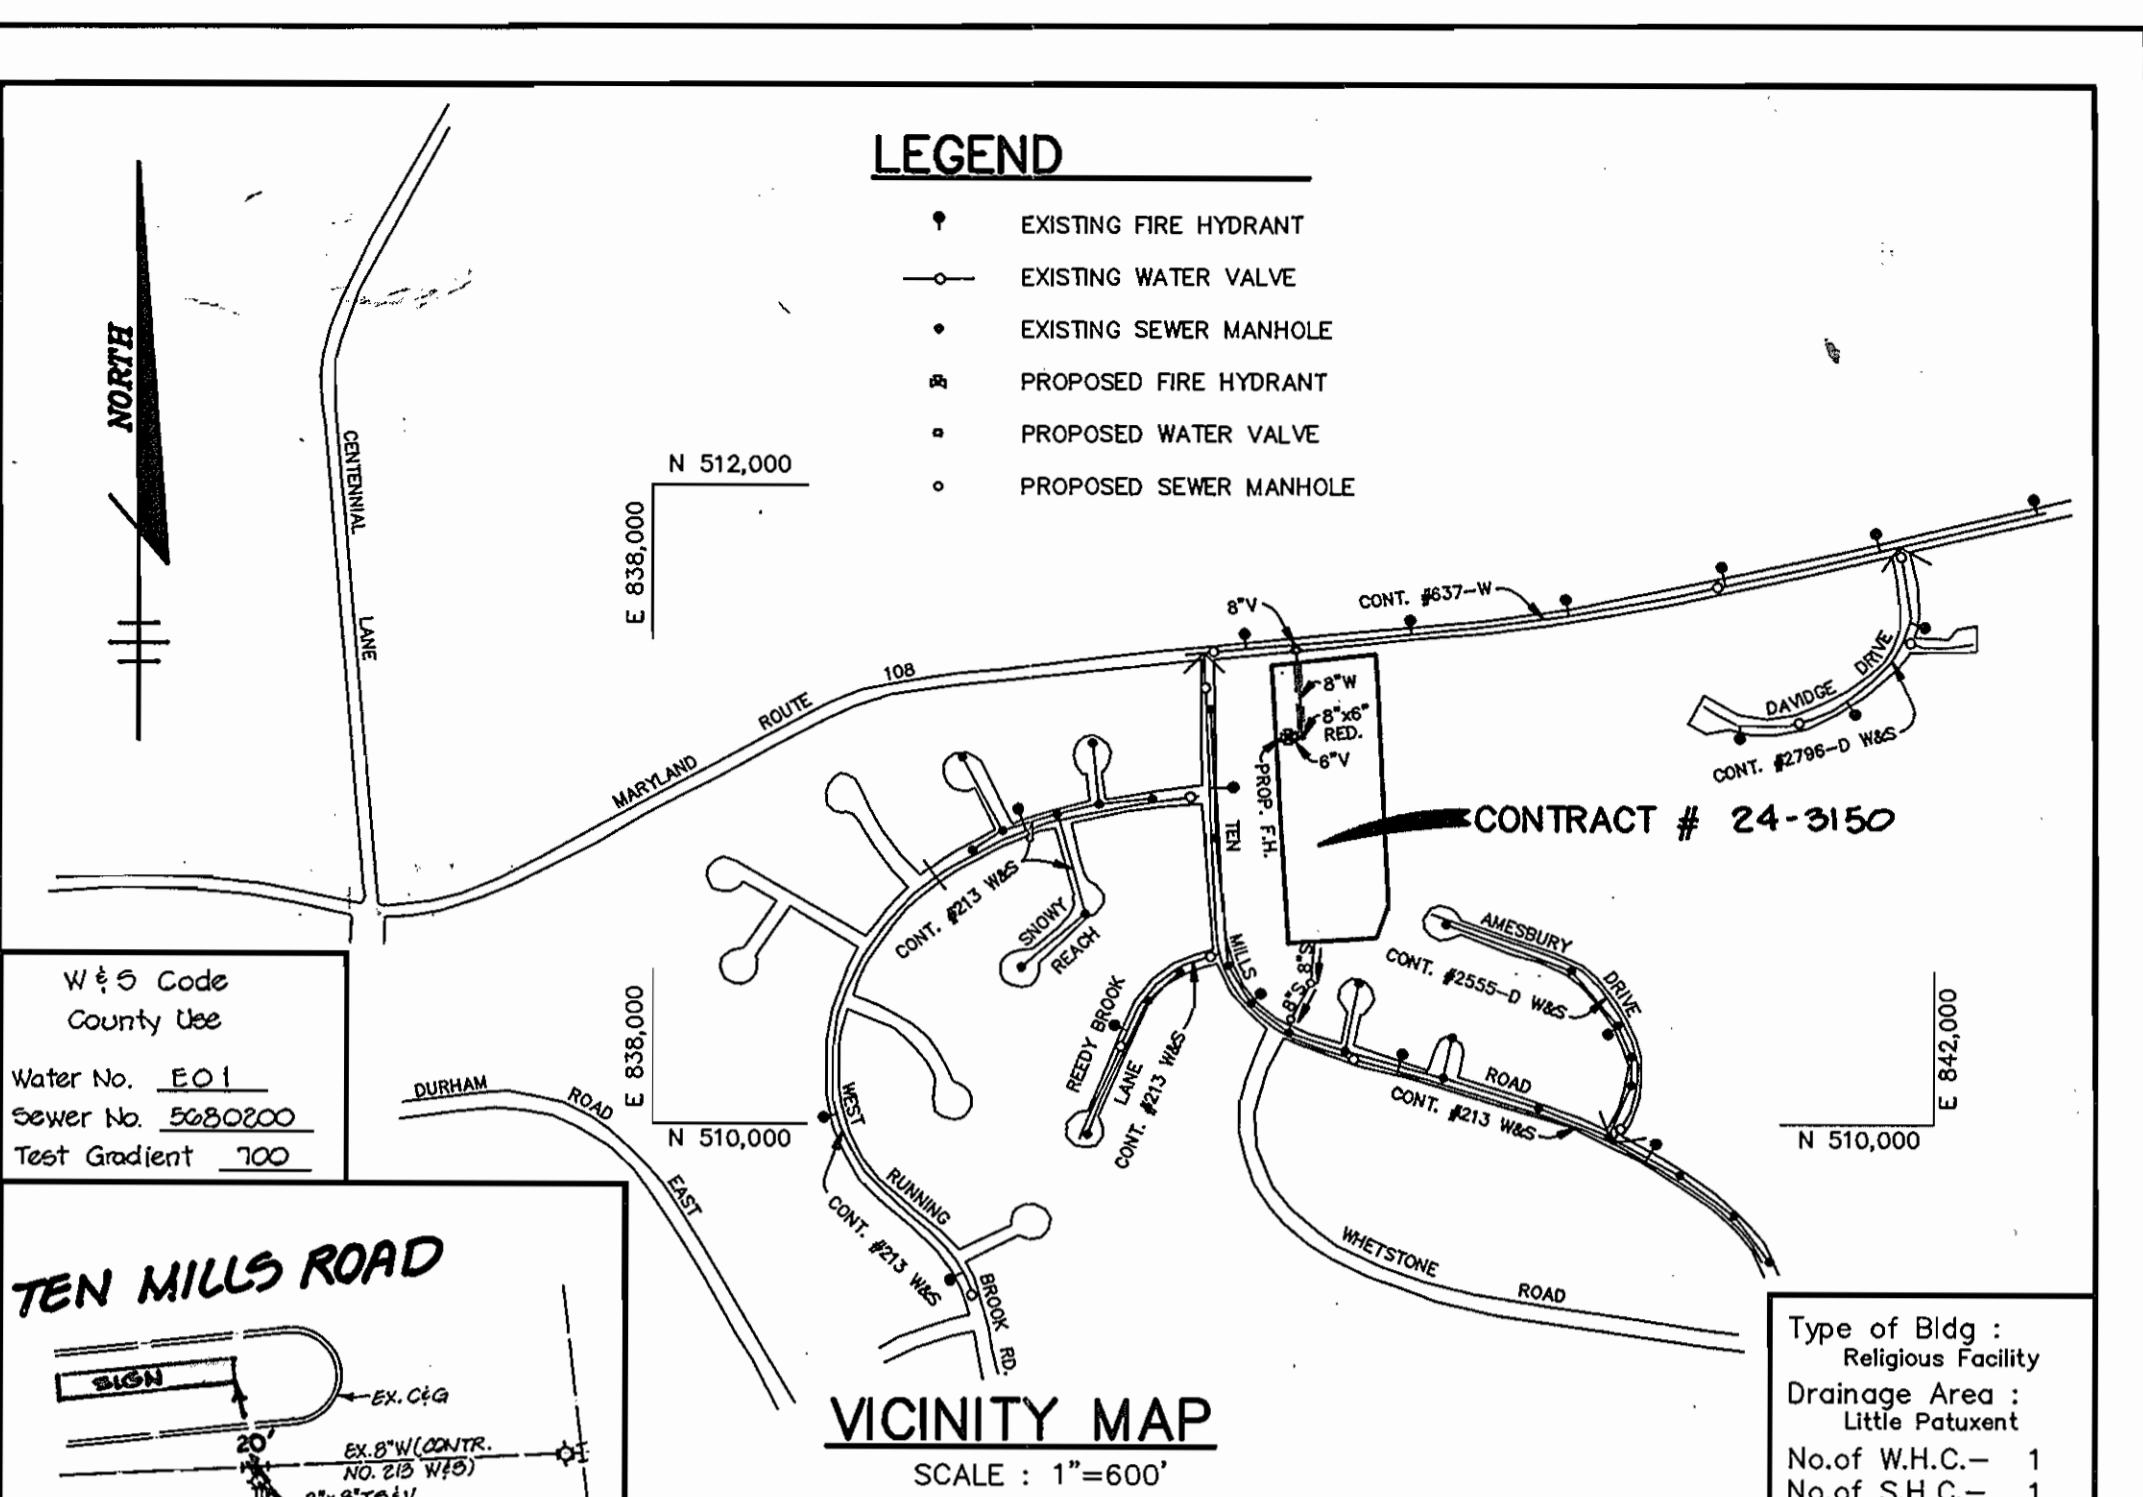 LEGEND
EXISTING FIRE HYDRANT
EXISTING WATER VALVE
EXISTING SEWER MANHOLE
PROPOSED FIRE HYDRANT
PROPOSED WATER VALVE
PROPOSED SEWER MANHOLE
NORTH
CENTENNIAL
LANE
N 512,000
E 838,000
MARYLAND
ROUTE
108
8"V
CONT. #637-W
8"W
8"x6"
RED.
6"V
PROP. F.H.
DAVIDGE
DRIVE
CONT. #2796-D W&S
CONTRACT # 24-3150
TEN
MILLS
ROAD
CONT. #213 W&S
SNOWY
REACH
8"S
8"S
AMESBURY
DRIVE
CONT. #2555-D W&S
REEDY BROOK
LANE
CONT. #213 W&S
CONT. #213 W&S
E 838,000
N 510,000
E 842,000
N 510,000
DURHAM
ROAD
EAST
WEST
RUNNING
BROOK
RD.
CONT. #213 W&S
WHETSTONE
ROAD
W & S Code
County Use
Water No. E01
Sewer No. 5680200
Test Gradient 700
TEN MILLS ROAD
SIGN
EX. C&G
20'
EX. 8"W (CONTR.
NO. 213 W&S)
VICINITY MAP
SCALE : 1"=600'
Type of Bldg :
Religious Facility
Drainage Area :
Little Patuxent
No.of W.H.C.– 1
No.of S.H.C.– 1